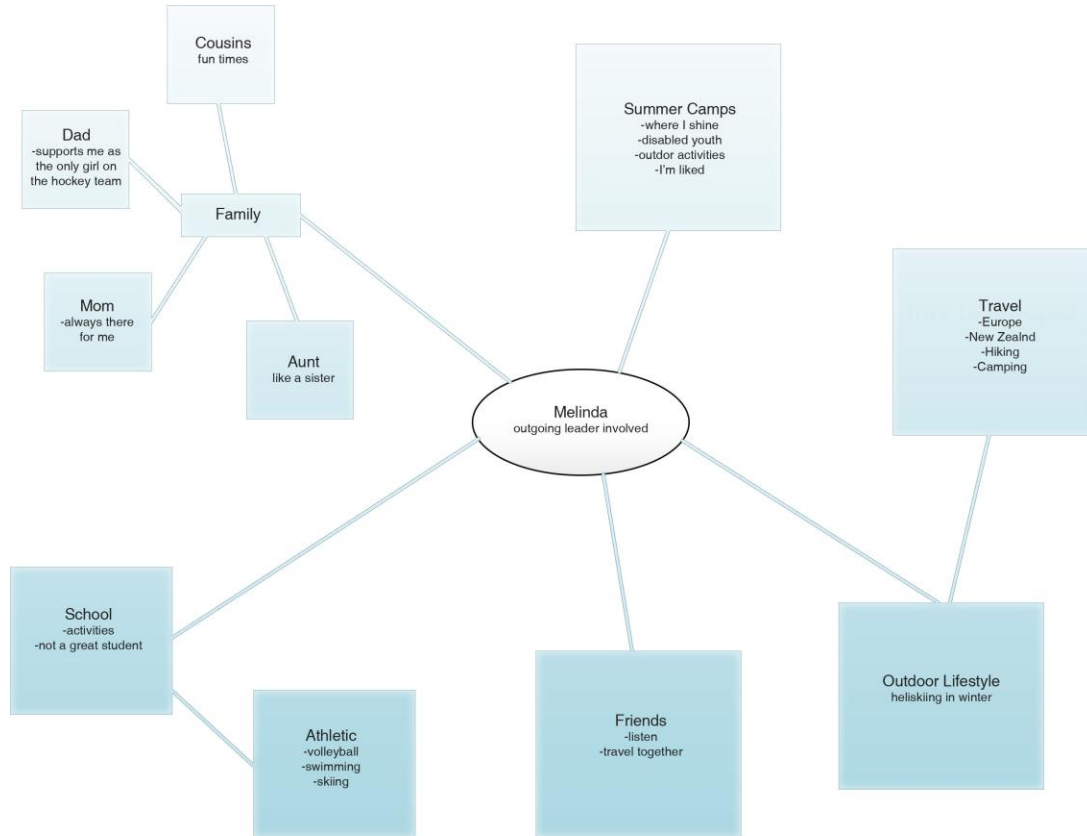 Cousins
fun times
Dad
-supports me as
the only girl on
the hockey team
Family
Mom
-always there
for me
Aunt
like a sister
Summer Camps
-where I shine
-disabled youth
-outdor activities
-I'm liked
Travel
-Europe
-New Zealnd
-Hiking
-Camping
Melinda
outgoing leader involved
School
-activities
-not a great student
Athletic
-volleyball
-swimming
-skiing
Friends
-listen
-travel together
Outdoor Lifestyle
heliskiing in winter